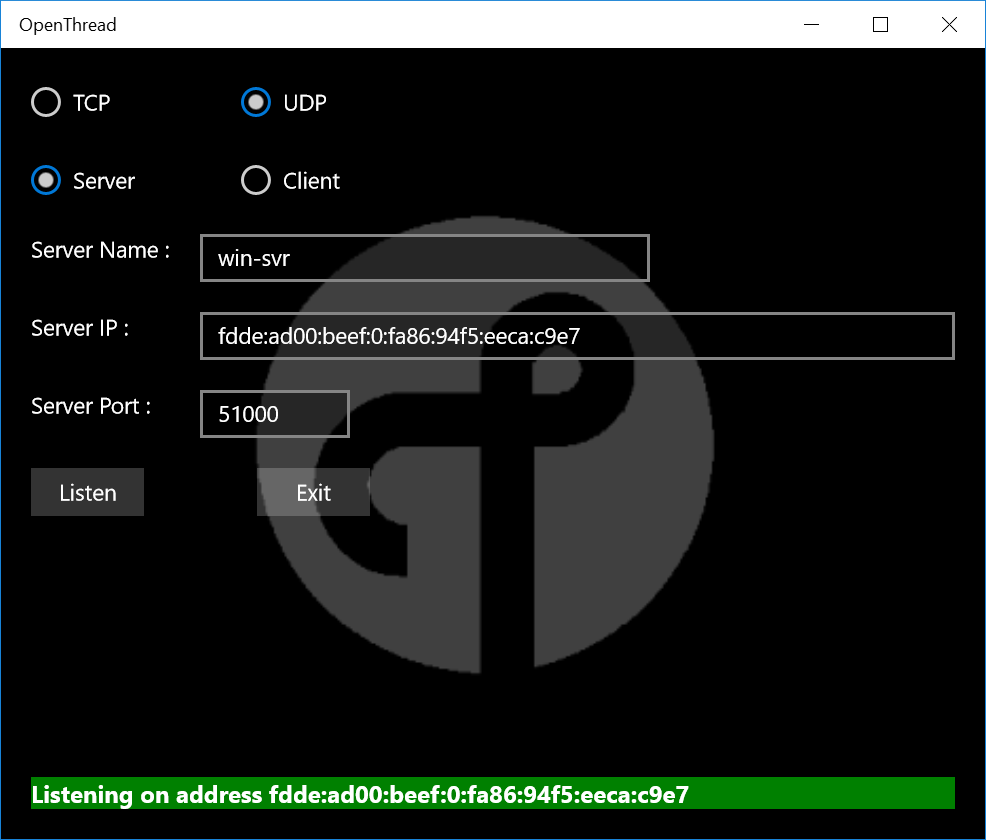 OpenThread
TCP UDP
Server Client
Server Name : win-svr
Server IP : fdde:ad00:beef:0:fa86:94f5:eeca:c9e7
Server Port : 51000
Listen Exit
Listening on address fdde:ad00:beef:0:fa86:94f5:eeca:c9e7